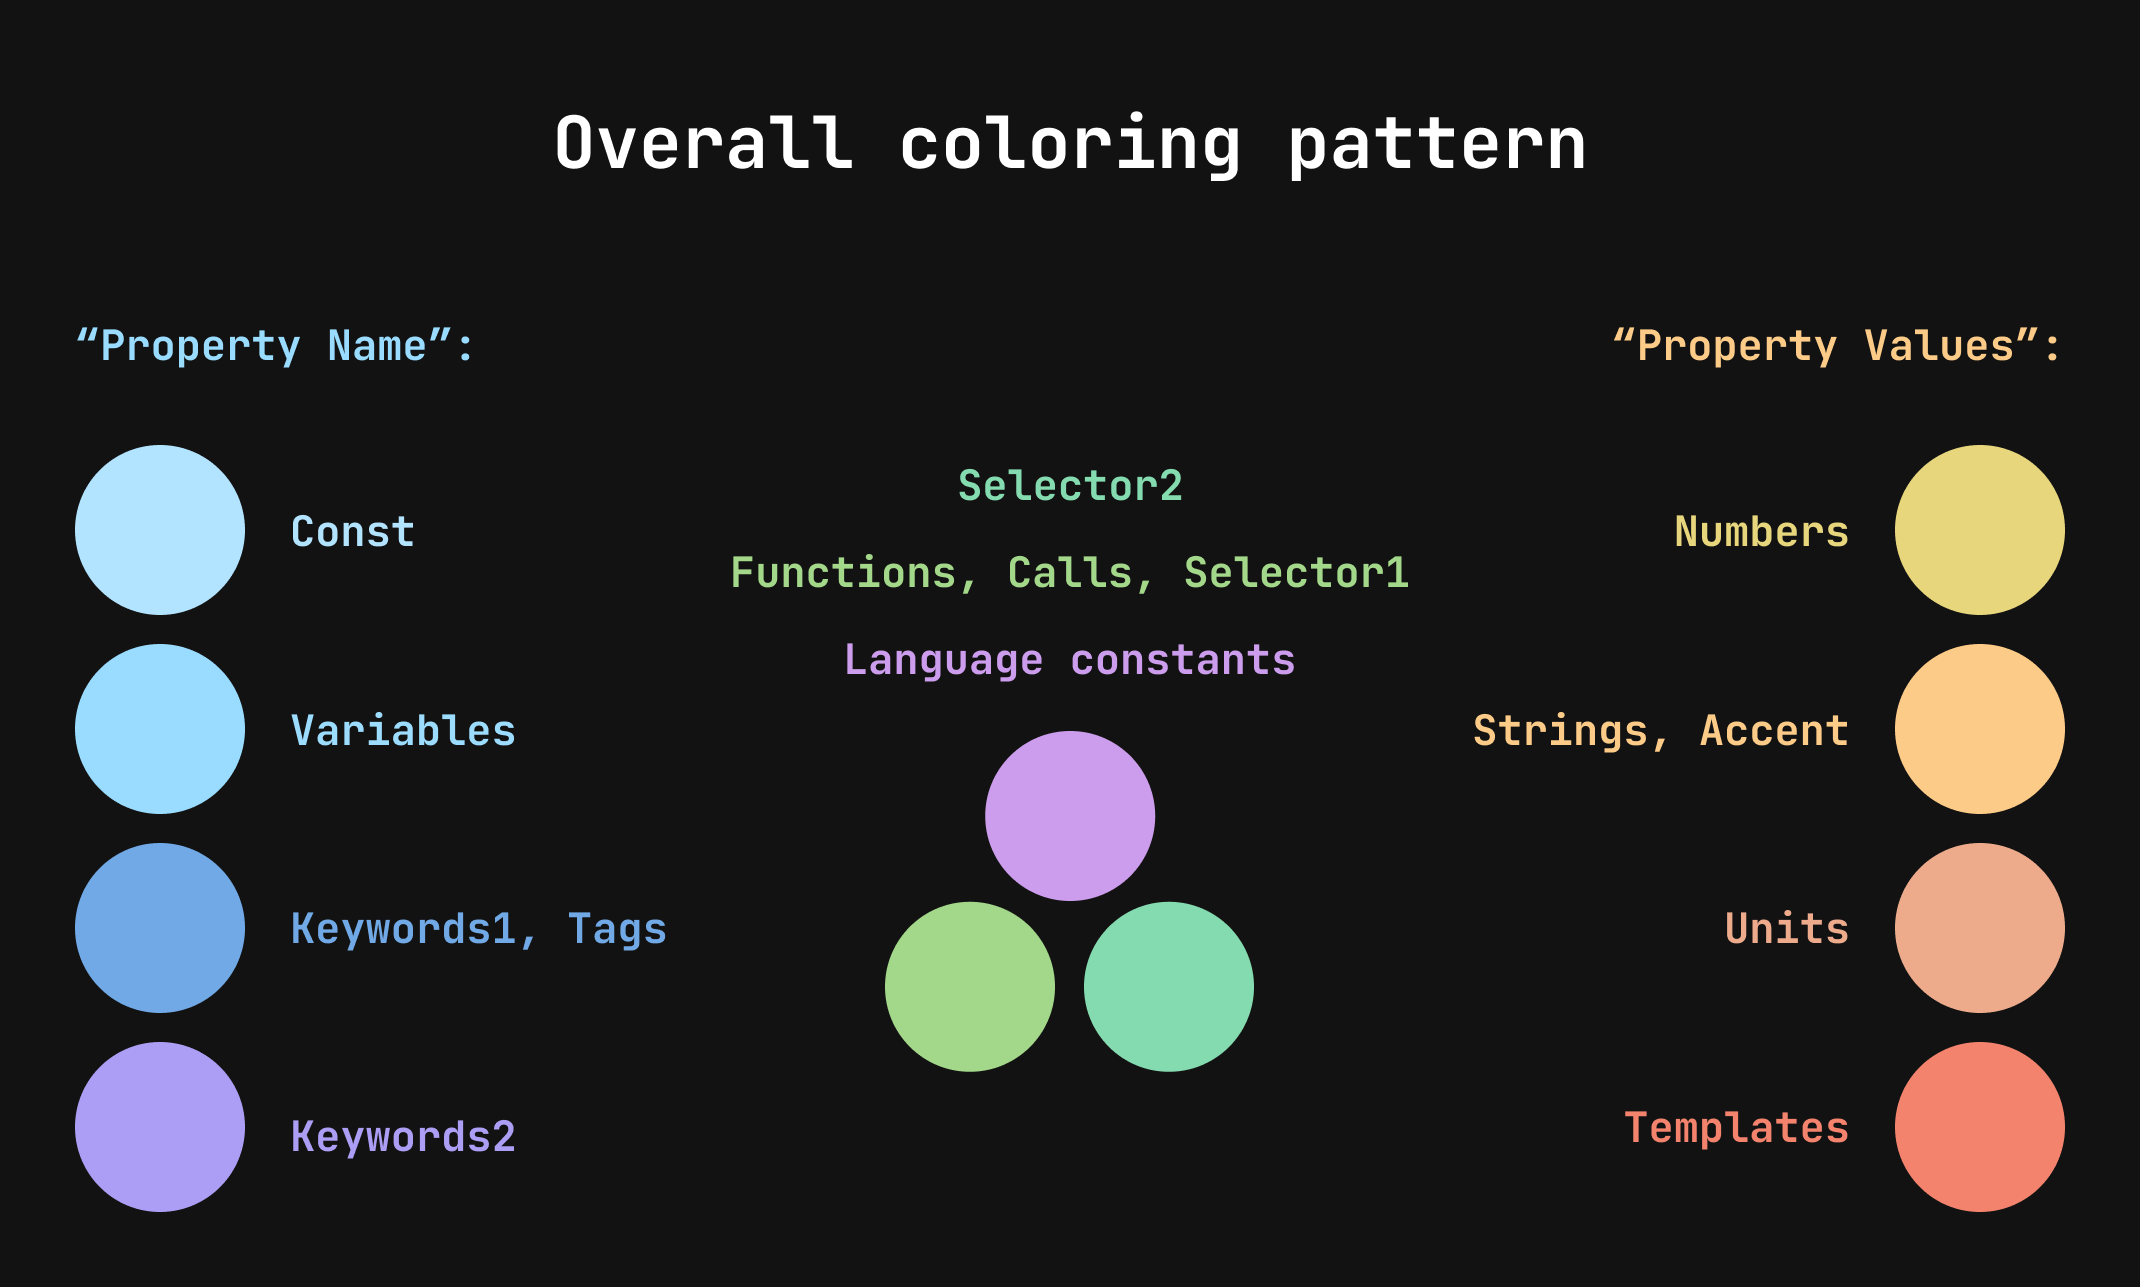 Overall coloring pattern
“Property Name”:
Const
Variables
Keywords1, Tags
Keywords2
Selector2
Functions, Calls, Selector1
Language constants
“Property Values”:
Numbers
Strings, Accent
Units
Templates